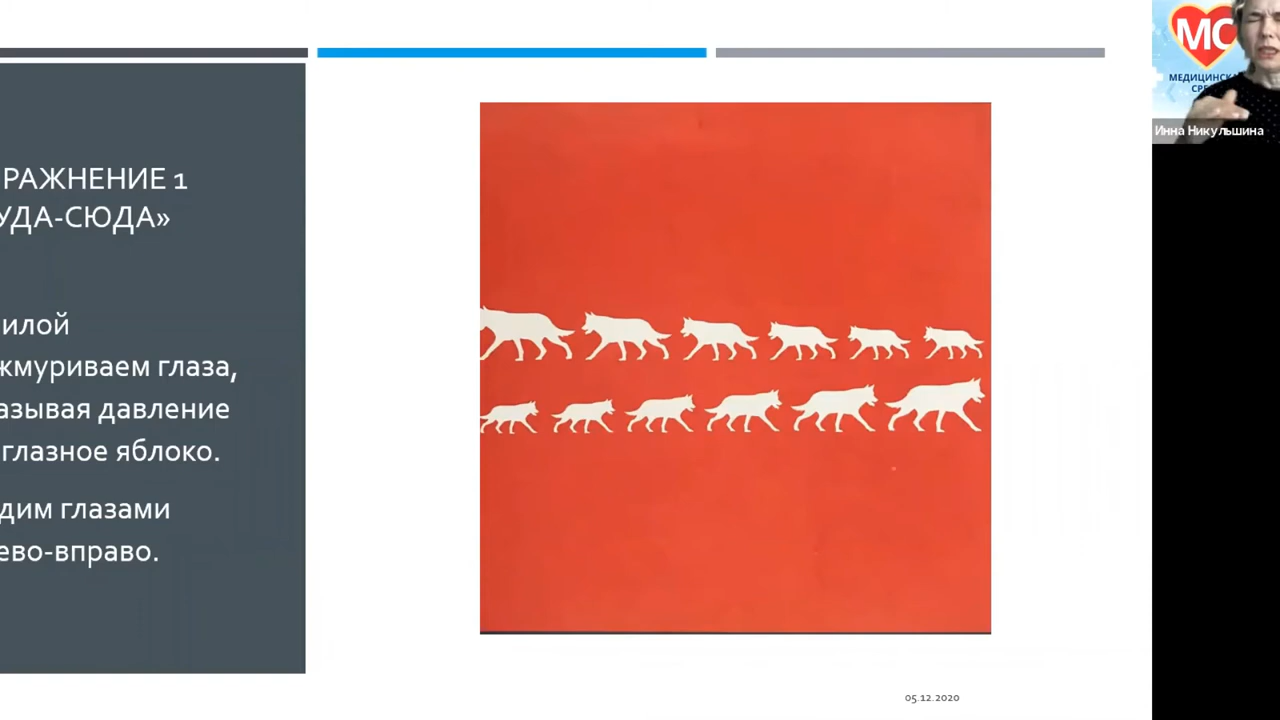 РАЖНЕНИЕ 1
УДА-СЮДА»
илой
жмуриваем глаза,
азывая давление
глазное яблоко.
дим глазами
ево-вправо.
МС
МЕДИЦИНСК
СРЕ
Инна Никульшина
05.12.2020